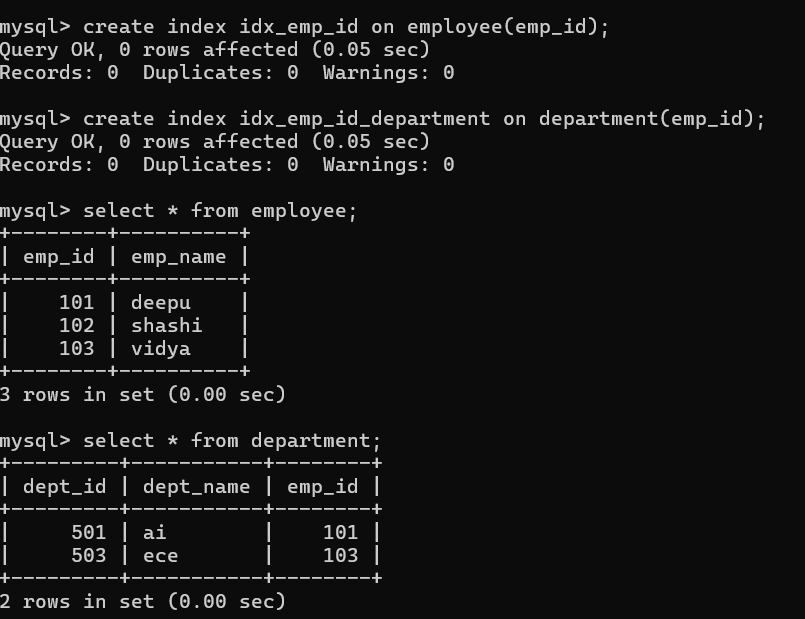 mysql> create index idx_emp_id on employee(emp_id);
Query OK, 0 rows affected (0.05 sec)
Records: 0  Duplicates: 0  Warnings: 0
mysql> create index idx_emp_id_department on department(emp_id);
Query OK, 0 rows affected (0.05 sec)
Records: 0  Duplicates: 0  Warnings: 0
mysql> select * from employee;
+--------+----------+
| emp_id | emp_name |
+--------+----------+
|    101 | deepu    |
|    102 | shashi   |
|    103 | vidya    |
+--------+----------+
3 rows in set (0.00 sec)
mysql> select * from department;
+---------+-----------+--------+
| dept_id | dept_name | emp_id |
+---------+-----------+--------+
|     501 | ai        |    101 |
|     503 | ece       |    103 |
+---------+-----------+--------+
2 rows in set (0.00 sec)